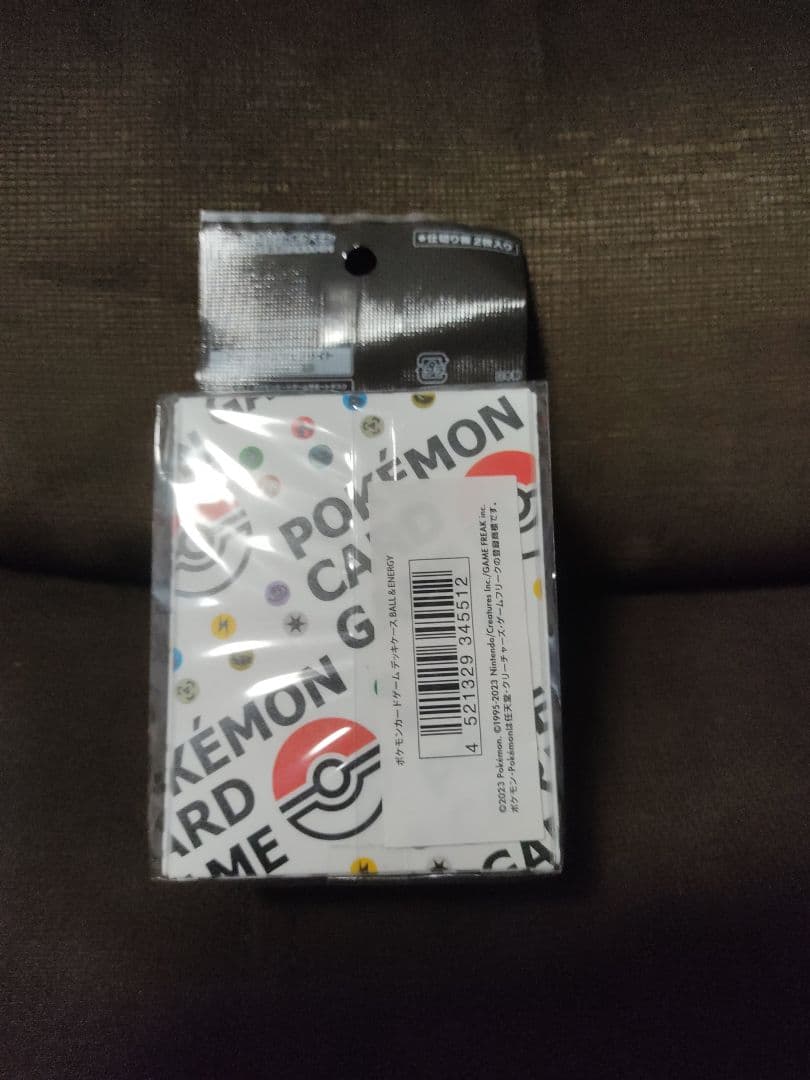 ※仕切り板 2枚入り
POKÉMON
CARD
G
KÉMON
ARD
AME
GA
ポケモンカードゲーム デッキケース BALL & ENERGY
4 521329 345512
©2023 Pokémon. ©1995-2023 Nintendo/Creatures Inc./GAME FREAK inc.
ポケモン・Pokémonは任天堂・クリーチャーズ・ゲームフリークの登録商標です。